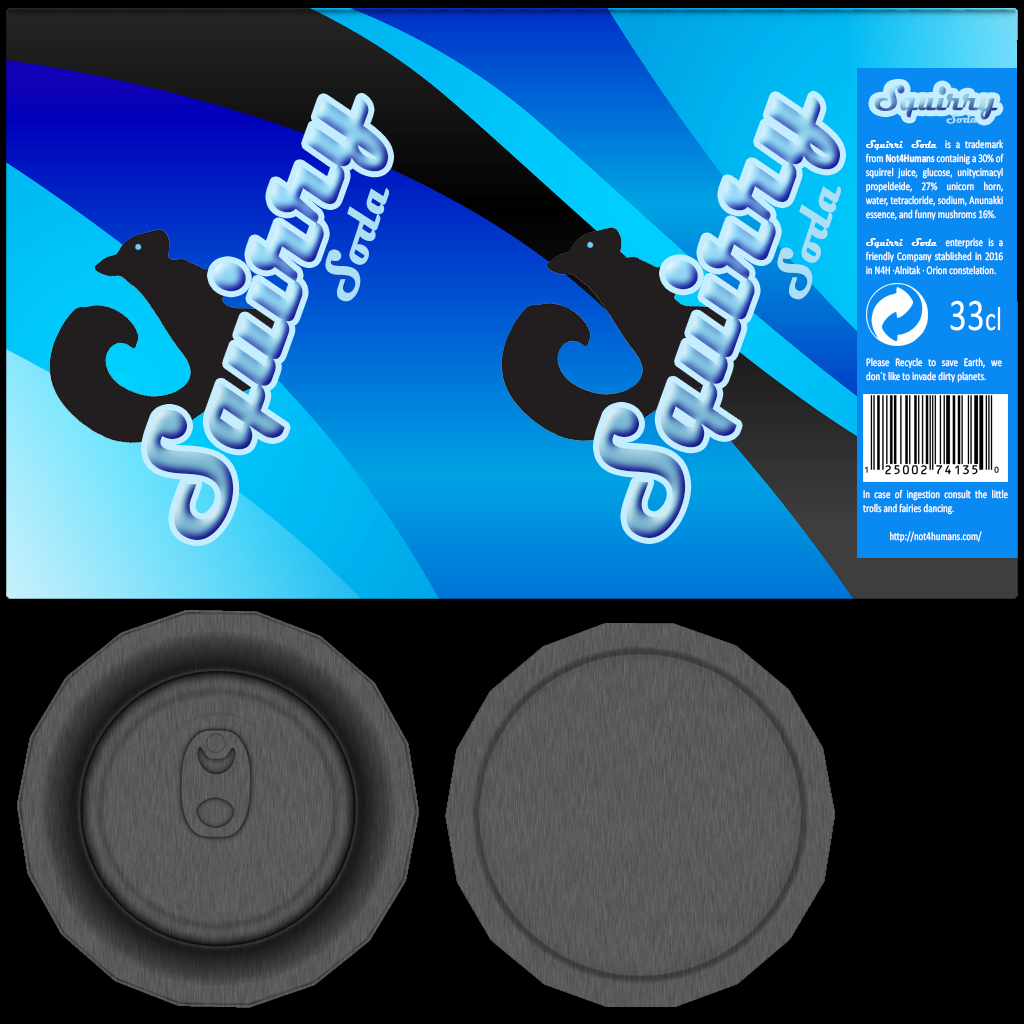 Squirry
Soda
Squirry
Soda
Squirry
Soda
Squirri Soda is a trademark
from Not4Humans containig a 30% of
squirrel juice, glucose, unitycimacyl
propeldeide, 27% unicorn horn,
water, tetracloride, sodium, Anunakki
essence, and funny mushroms 16%.
Squirri Soda enterprise is a
friendly Company stablished in 2016
in N4H ·Alnitak · Orion constelation.
33cl
Please Recycle to save Earth, we
don´t like to invade dirty planets.
1 25002 74135 0
In case of ingestion consult the little
trolls and fairies dancing.
http://not4humans.com/